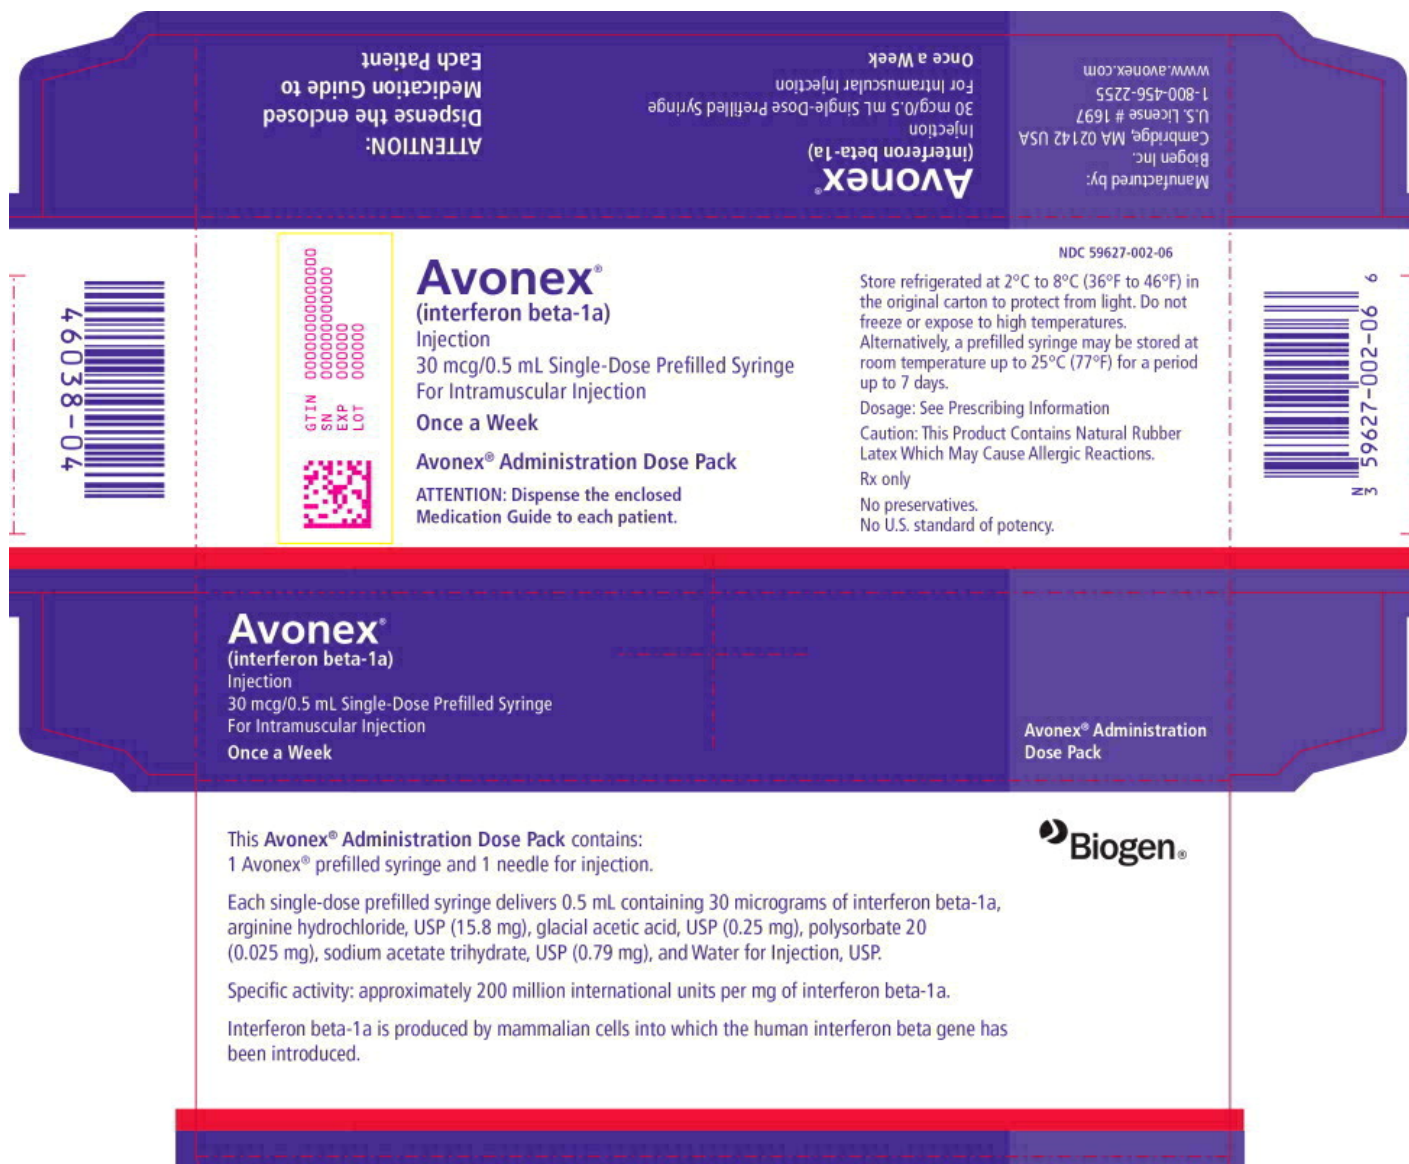 ATTENTION:
Dispense the enclosed
Medication Guide to
Each Patient
Avonex®
(interferon beta-1a)
Injection
30 mcg/0.5 mL Single-Dose Prefilled Syringe
For Intramuscular Injection
Once a Week
Manufactured by:
Biogen Inc.
Cambridge, MA 02142 USA
U.S. License # 1697
1-800-456-2255
www.avonex.com
46038-04
GTIN 00000000000000
SN 000000000000
EXP 000000
LOT 000000
Avonex®
(interferon beta-1a)
Injection
30 mcg/0.5 mL Single-Dose Prefilled Syringe
For Intramuscular Injection
Once a Week
Avonex® Administration Dose Pack
ATTENTION: Dispense the enclosed
Medication Guide to each patient.
NDC 59627-002-06
Store refrigerated at 2°C to 8°C (36°F to 46°F) in
the original carton to protect from light. Do not
freeze or expose to high temperatures.
Alternatively, a prefilled syringe may be stored at
room temperature up to 25°C (77°F) for a period
up to 7 days.
Dosage: See Prescribing Information
Caution: This Product Contains Natural Rubber
Latex Which May Cause Allergic Reactions.
Rx only
No preservatives.
No U.S. standard of potency.
N3 59627-002-06 6
Avonex®
(interferon beta-1a)
Injection
30 mcg/0.5 mL Single-Dose Prefilled Syringe
For Intramuscular Injection
Once a Week
Avonex® Administration
Dose Pack
This Avonex® Administration Dose Pack contains:
1 Avonex® prefilled syringe and 1 needle for injection.
Biogen®
Each single-dose prefilled syringe delivers 0.5 mL containing 30 micrograms of interferon beta-1a,
arginine hydrochloride, USP (15.8 mg), glacial acetic acid, USP (0.25 mg), polysorbate 20
(0.025 mg), sodium acetate trihydrate, USP (0.79 mg), and Water for Injection, USP.
Specific activity: approximately 200 million international units per mg of interferon beta-1a.
Interferon beta-1a is produced by mammalian cells into which the human interferon beta gene has
been introduced.